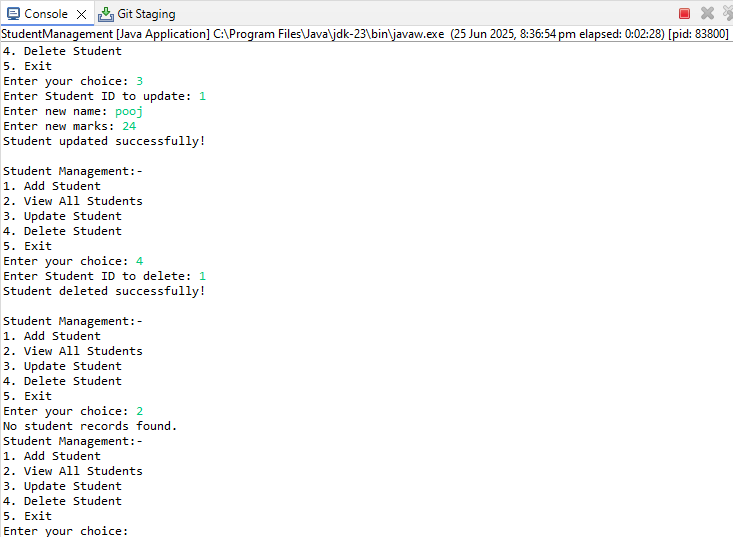 Console Git Staging
StudentManagement [Java Application] C:\Program Files\Java\jdk-23\bin\javaw.exe (25 Jun 2025, 8:36:54 pm elapsed: 0:02:28) [pid: 83800]
4. Delete Student
5. Exit
Enter your choice: 3
Enter Student ID to update: 1
Enter new name: pooj
Enter new marks: 24
Student updated successfully!
Student Management:-
1. Add Student
2. View All Students
3. Update Student
4. Delete Student
5. Exit
Enter your choice: 4
Enter Student ID to delete: 1
Student deleted successfully!
Student Management:-
1. Add Student
2. View All Students
3. Update Student
4. Delete Student
5. Exit
Enter your choice: 2
No student records found.
Student Management:-
1. Add Student
2. View All Students
3. Update Student
4. Delete Student
5. Exit
Enter your choice: